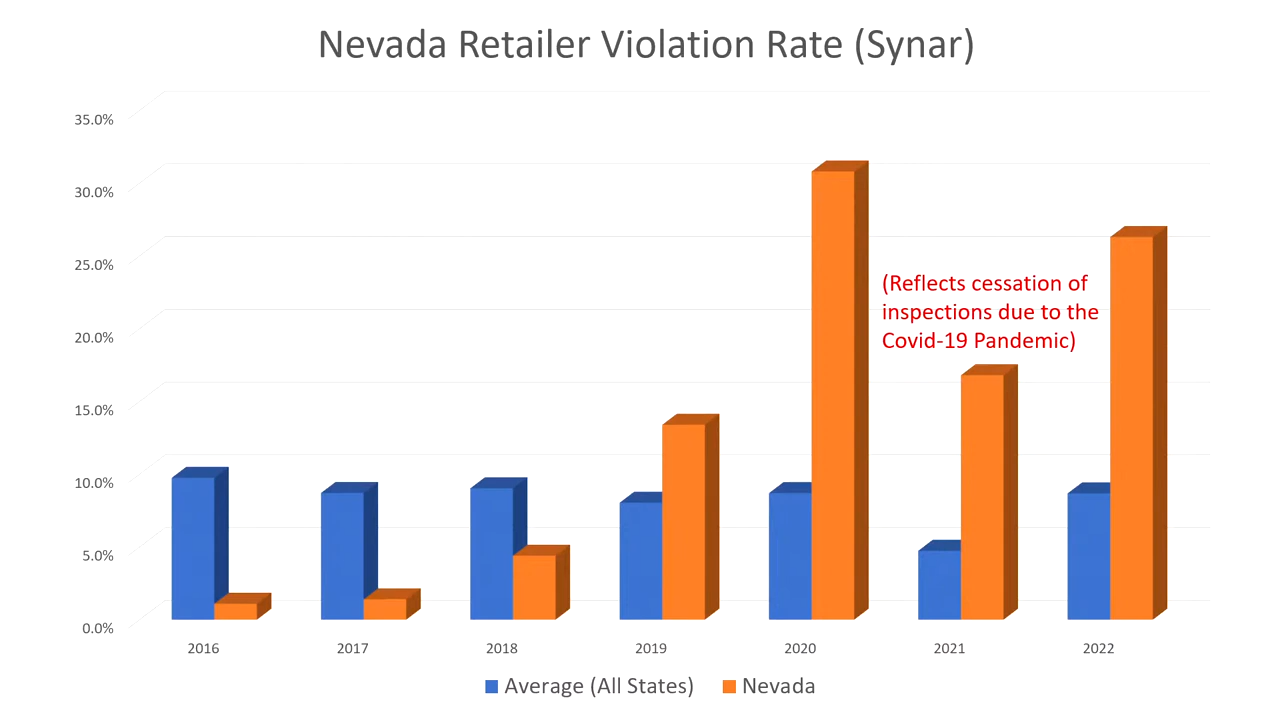 Nevada Retailer Violation Rate (Synar)
35.0%
30.0%
25.0%
20.0%
15.0%
10.0%
5.0%
0.0%
(Reflects cessation of
inspections due to the
Covid-19 Pandemic)
2016 2017 2018 2019 2020 2021 2022
Average (All States) Nevada